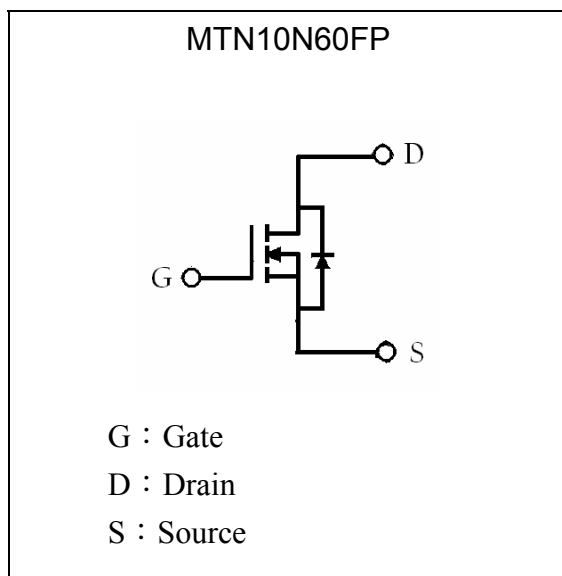 MTN10N60FP
D
G
S
G：Gate
D：Drain
S：Source